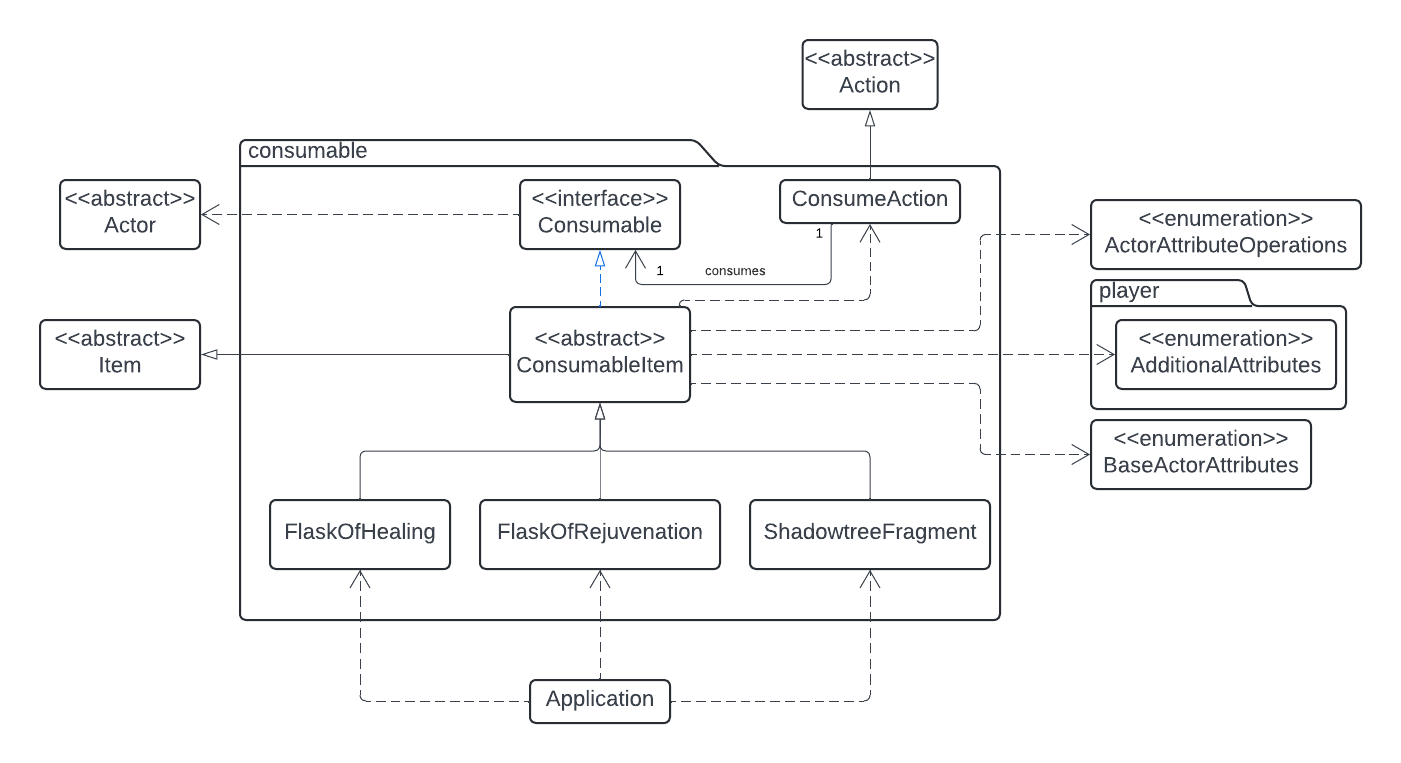 <<abstract>>
Action
consumable
<<abstract>>
Actor
<<interface>>
Consumable
ConsumeAction
1
1
consumes
<<enumeration>>
ActorAttributeOperations
player
<<enumeration>>
AdditionalAttributes
<<abstract>>
Item
<<abstract>>
ConsumableItem
<<enumeration>>
BaseActorAttributes
FlaskOfHealing
FlaskOfRejuvenation
ShadowtreeFragment
Application